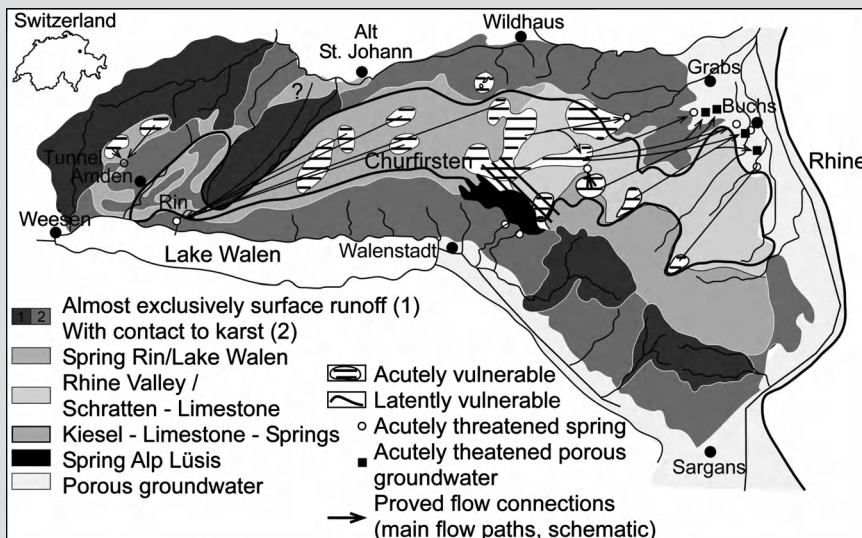 Switzerland
Alt
St. Johann
Wildhaus
Grabs
Buchs
?
Tunnel
Amden
Churfirsten
Rhine
Rin
Weesen
Lake Walen
Walenstadt
Sargans
1 2 Almost exclusively surface runoff (1)
With contact to karst (2)
Spring Rin/Lake Walen
Rhine Valley /
Schratten - Limestone
Kiesel - Limestone - Springs
Spring Alp Lüsis
Porous groundwater
Acutely vulnerable
Latently vulnerable
Acutely threatened spring
Acutely theatened porous
groundwater
Proved flow connections
(main flow paths, schematic)